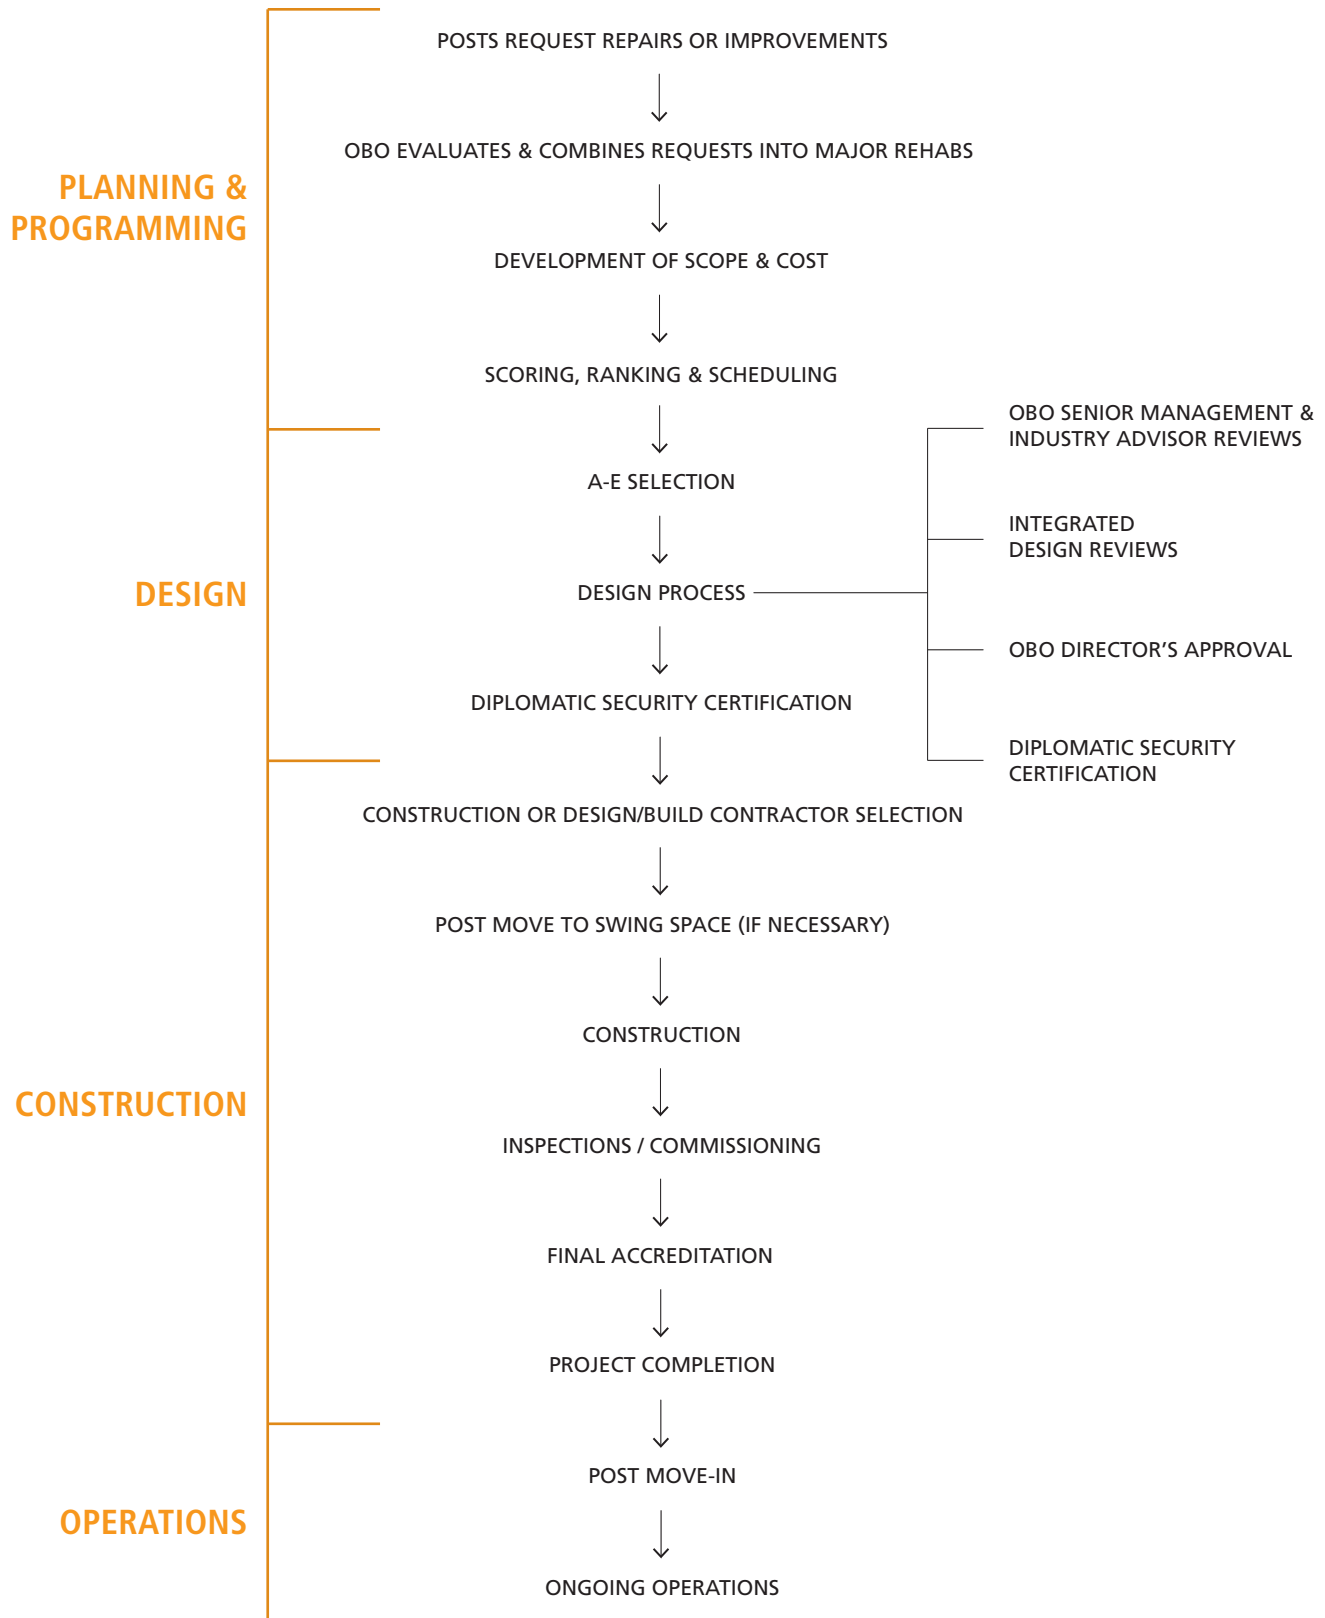 POSTS REQUEST REPAIRS OR IMPROVEMENTS
OBO EVALUATES & COMBINES REQUESTS INTO MAJOR REHABS
PLANNING &
PROGRAMMING
DEVELOPMENT OF SCOPE & COST
SCORING, RANKING & SCHEDULING
OBO SENIOR MANAGEMENT &
INDUSTRY ADVISOR REVIEWS
A-E SELECTION
INTEGRATED
DESIGN REVIEWS
DESIGN
DESIGN PROCESS
OBO DIRECTOR’S APPROVAL
DIPLOMATIC SECURITY CERTIFICATION
DIPLOMATIC SECURITY
CERTIFICATION
CONSTRUCTION OR DESIGN/BUILD CONTRACTOR SELECTION
POST MOVE TO SWING SPACE (IF NECESSARY)
CONSTRUCTION
CONSTRUCTION
INSPECTIONS / COMMISSIONING
FINAL ACCREDITATION
PROJECT COMPLETION
POST MOVE-IN
OPERATIONS
ONGOING OPERATIONS